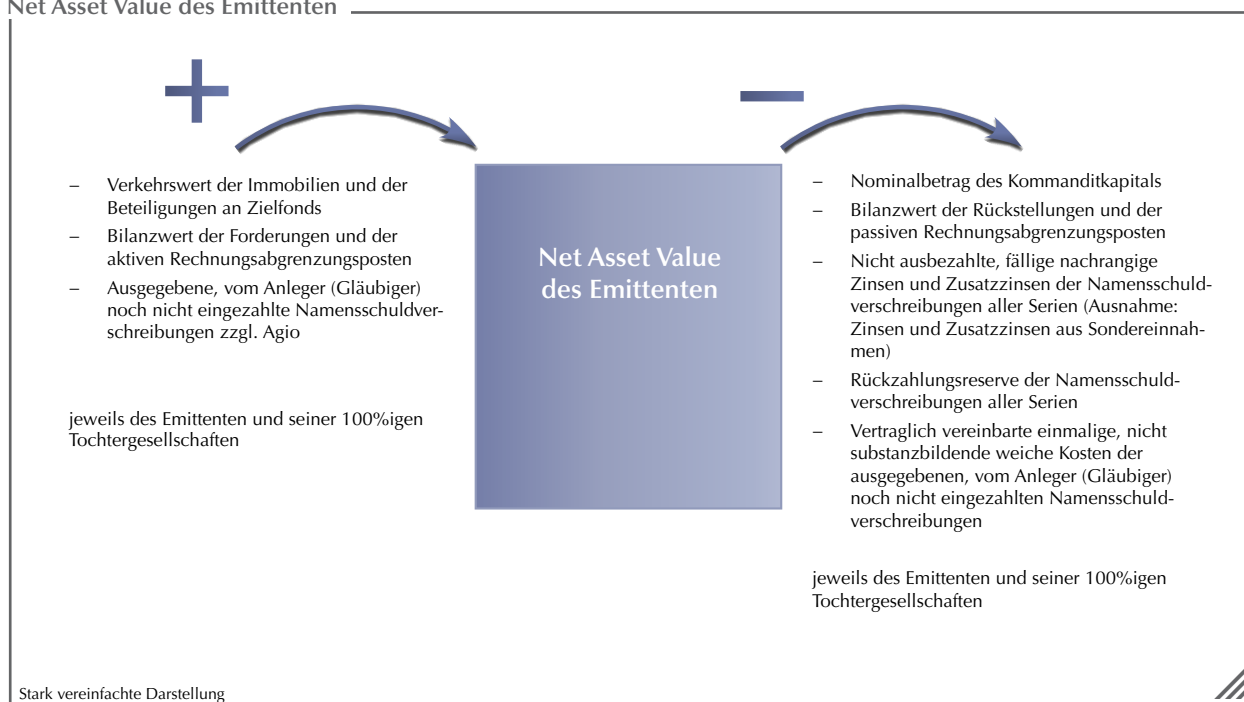 Net Asset Value des Emittenten
– Verkehrswert der Immobilien und der
Beteiligungen an Zielfonds
– Bilanzwert der Forderungen und der
aktiven Rechnungsabgrenzungsposten
– Ausgegebene, vom Anleger (Gläubiger)
noch nicht eingezahlte Namensschuldver-
schreibungen zzgl. Agio
jeweils des Emittenten und seiner 100%igen
Tochtergesellschaften
Net Asset Value
des Emittenten
– Nominalbetrag des Kommanditkapitals
– Bilanzwert der Rückstellungen und der
passiven Rechnungsabgrenzungsposten
– Nicht ausbezahlte, fällige nachrangige
Zinsen und Zusatzzinsen der Namensschuld-
verschreibungen aller Serien (Ausnahme:
Zinsen und Zusatzzinsen aus Sondereinnah-
men)
– Rückzahlungsreserve der Namensschuld-
verschreibungen aller Serien
– Vertraglich vereinbarte einmalige, nicht
substanzbildende weiche Kosten der
ausgegebenen, vom Anleger (Gläubiger)
noch nicht eingezahlten Namensschuld-
verschreibungen
jeweils des Emittenten und seiner 100%igen
Tochtergesellschaften
Stark vereinfachte Darstellung